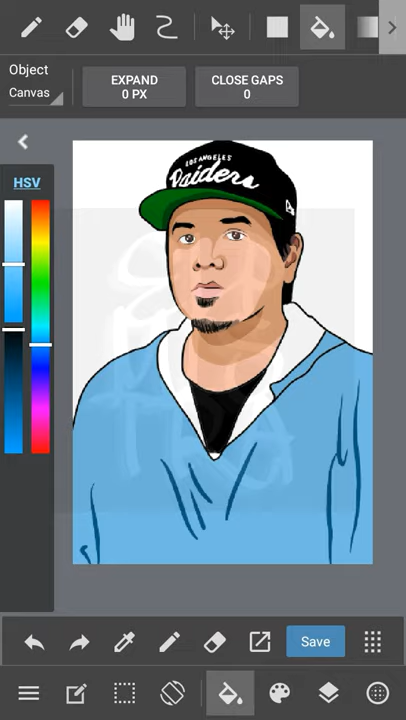 Object
Canvas
EXPAND
0 PX
CLOSE GAPS
0
HSV
LOS ANGELES
Raiders
Save